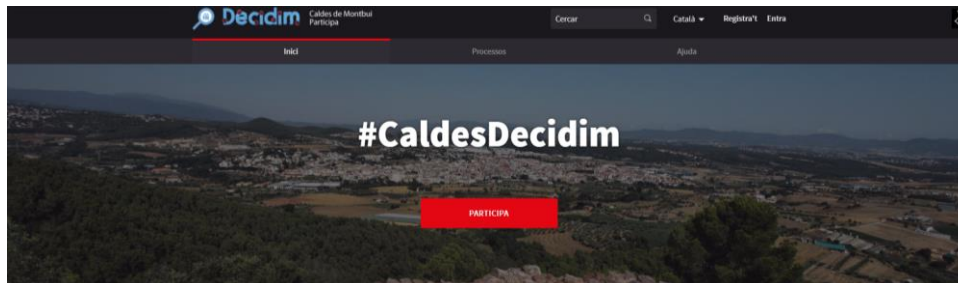 Decidim
Caldes de Montbui
Participa
Cercar
Català
Registra't
Entra
Inici
Processos
Ajuda
#CaldesDecidim
PARTICIPA